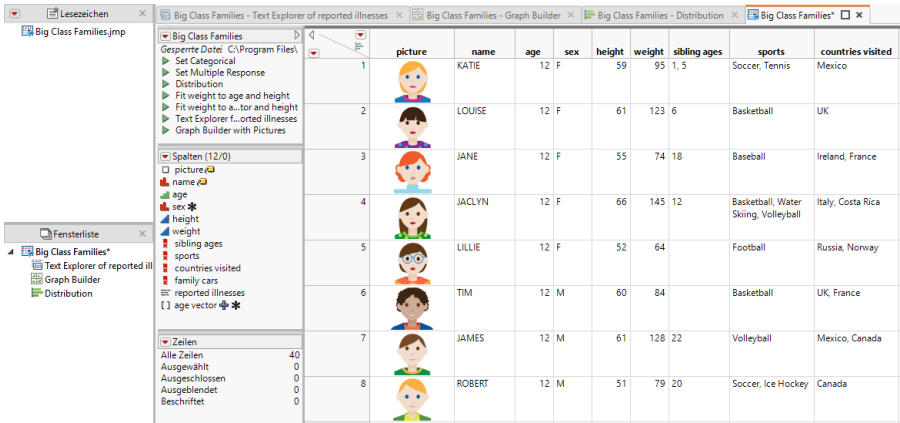 Lesezeichen
Big Class Families.jmp
Fensterliste
Big Class Families*
Text Explorer of reported ill
Graph Builder
Distribution
Big Class Families - Text Explorer of reported illnesses
Big Class Families - Graph Builder
Big Class Families - Distribution
Big Class Families*
Big Class Families
Gesperrte Datei C:\Program Files\
Set Categorical
Set Multiple Response
Distribution
Fit weight to age and height
Fit weight to a...tor and height
Text Explorer f...orted illnesses
Graph Builder with Pictures
Spalten (12/0)
picture
name
age
sex
height
weight
sibling ages
sports
countries visited
family cars
reported illnesses
age vector
Zeilen
Alle Zeilen 40
Ausgewählt 0
Ausgeschlossen 0
Ausgeblendet 0
Beschriftet 0
picture name age sex height weight sibling ages sports countries visited
1 KATIE 12 F 59 95 1, 5 Soccer, Tennis Mexico
2 LOUISE 12 F 61 123 6 Basketball UK
3 JANE 12 F 55 74 18 Baseball Ireland, France
4 JACLYN 12 F 66 145 12 Basketball, Water Italy, Costa Rica
Skiing, Volleyball
5 LILLIE 12 F 52 64 Football Russia, Norway
6 TIM 12 M 60 84 Basketball UK, France
7 JAMES 12 M 61 128 22 Volleyball Mexico, Canada
8 ROBERT 12 M 51 79 20 Soccer, Ice Hockey Canada